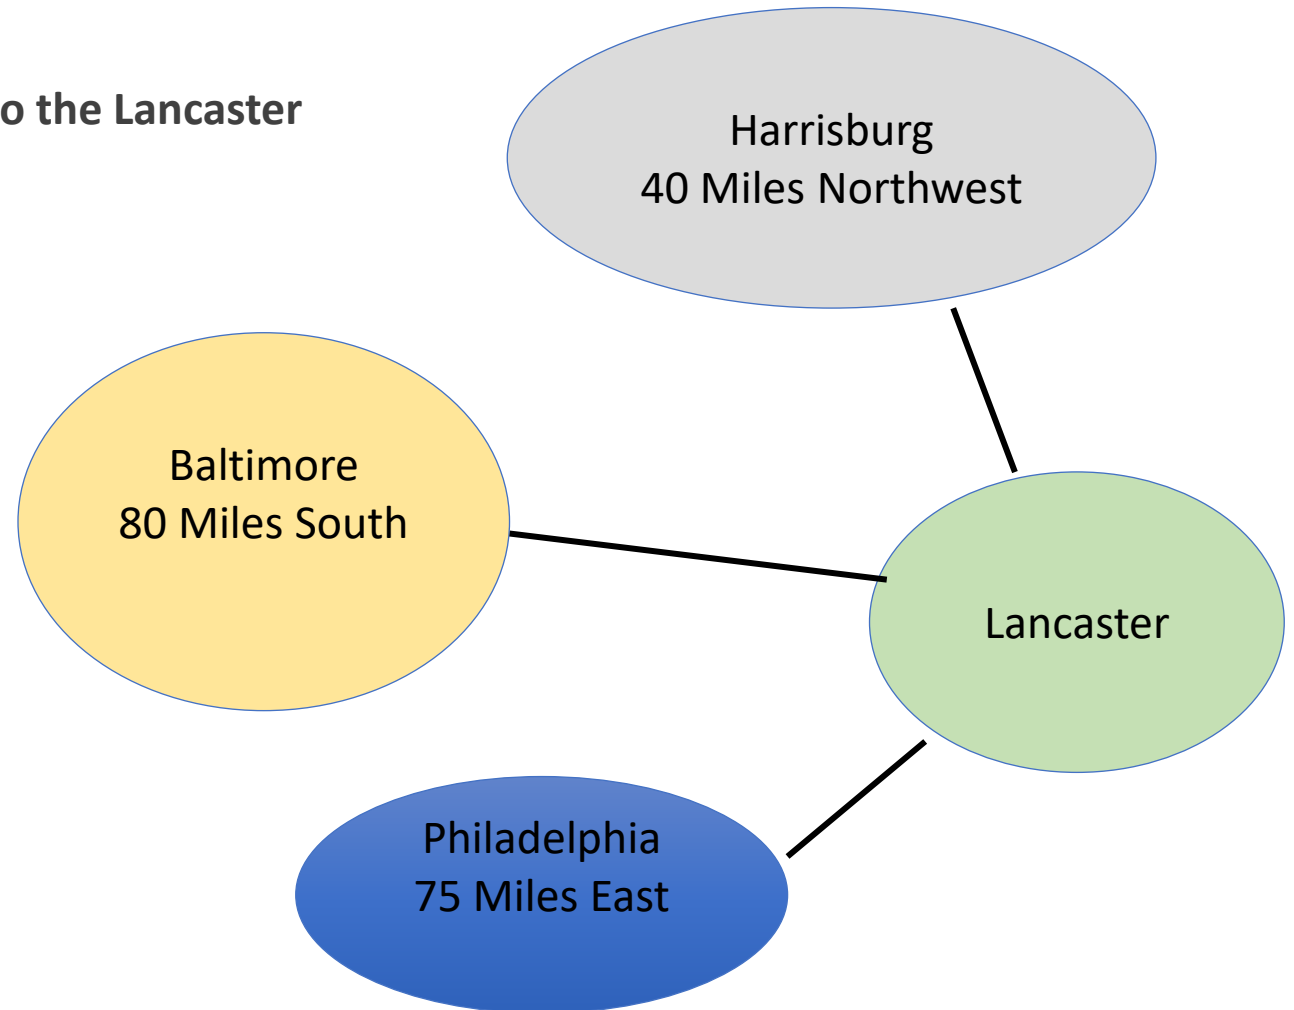 o the Lancaster
Harrisburg
40 Miles Northwest
Baltimore
80 Miles South
Lancaster
Philadelphia
75 Miles East